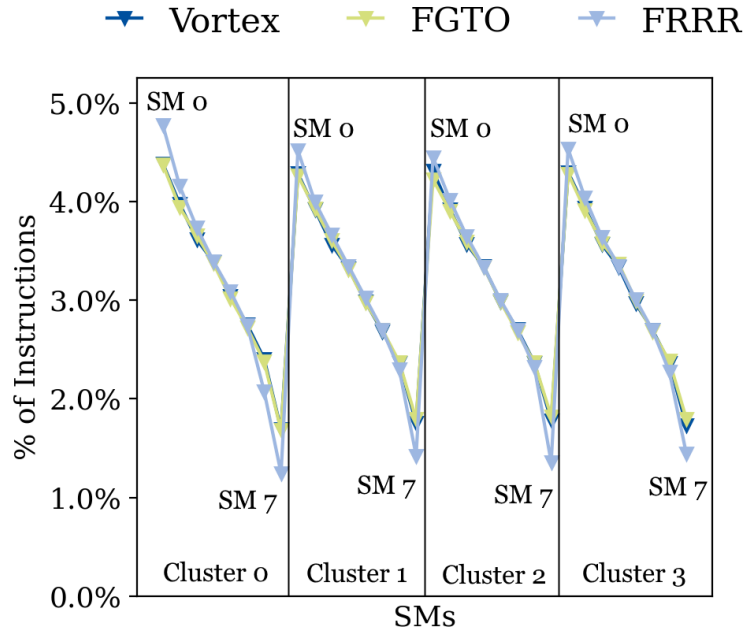 Vortex FGTO FRRR
5.0%
4.0%
3.0%
2.0%
1.0%
0.0%
% of Instructions
SM 0 SM 0 SM 0 SM 0
SM 7 SM 7 SM 7 SM 7
Cluster 0 Cluster 1 Cluster 2 Cluster 3
SMs